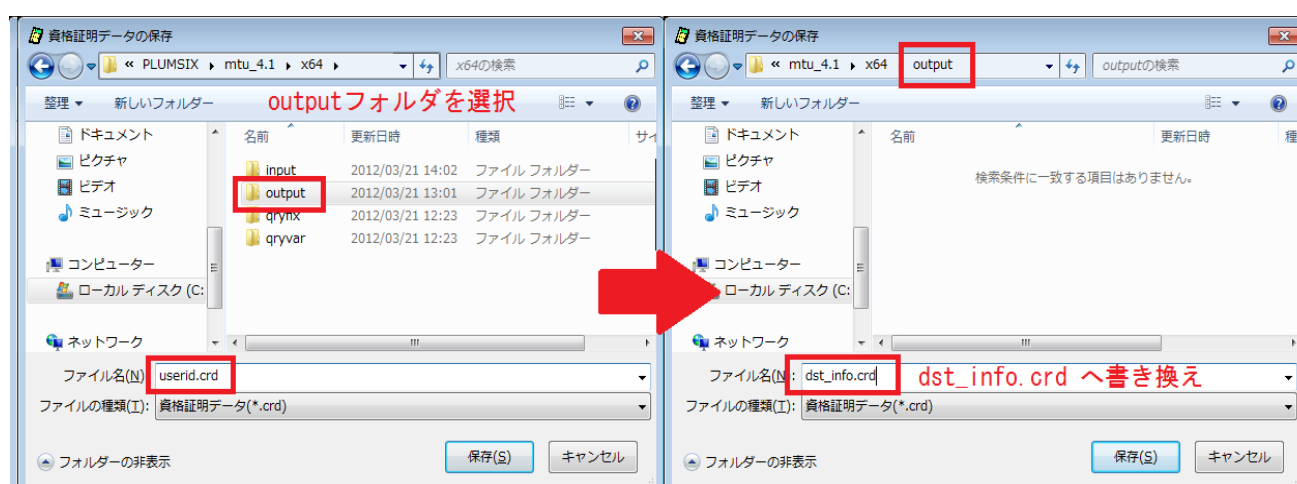 資格証明データの保存
« PLUMSIX ▸ mtu_4.1 ▸ x64 ▸
x64の検索
整理 ▼ 新しいフォルダー
outputフォルダを選択
ドキュメント
ピクチャ
ビデオ
ミュージック
コンピューター
ローカル ディスク (C:
ネットワーク
名前 更新日時 種類 サイ
input 2012/03/21 14:02 ファイル フォルダー
output 2012/03/21 13:01 ファイル フォルダー
qryfix 2012/03/21 12:23 ファイル フォルダー
qryvar 2012/03/21 12:23 ファイル フォルダー
ファイル名(N) userid.crd
ファイルの種類(T): 資格証明データ(*.crd)
フォルダーの非表示
保存(S) キャンセル
資格証明データの保存
« mtu_4.1 ▸ x64 output
outputの検索
整理 ▼ 新しいフォルダー
ドキュメント
ピクチャ
ビデオ
ミュージック
コンピューター
ローカル ディスク (C:
ネットワーク
名前 更新日時 種
検索条件に一致する項目はありません。
ファイル名(N): dst_info.crd
dst_info.crd へ書き換え
ファイルの種類(T): 資格証明データ(*.crd)
フォルダーの非表示
保存(S) キャンセル